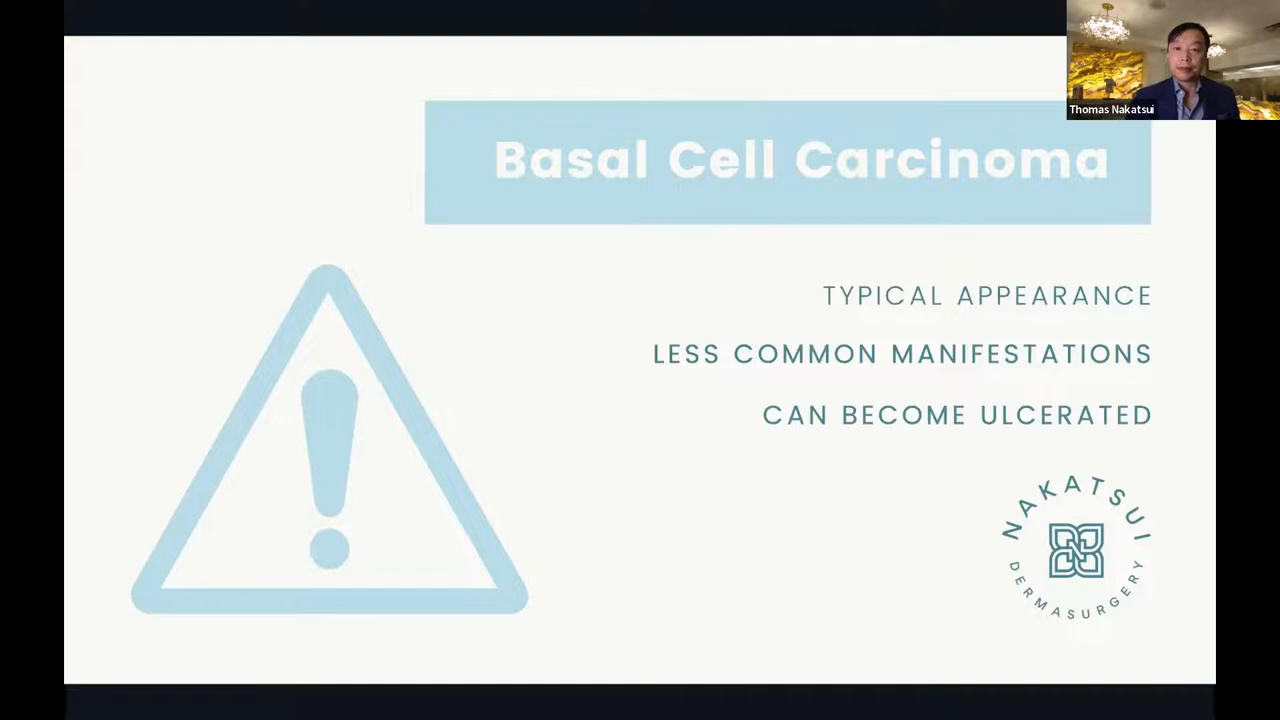 Thomas Nakatsui
Basal Cell Carcinoma
TYPICAL APPEARANCE
LESS COMMON MANIFESTATIONS
CAN BECOME ULCERATED
NAKATSUI
DERMASURGERY